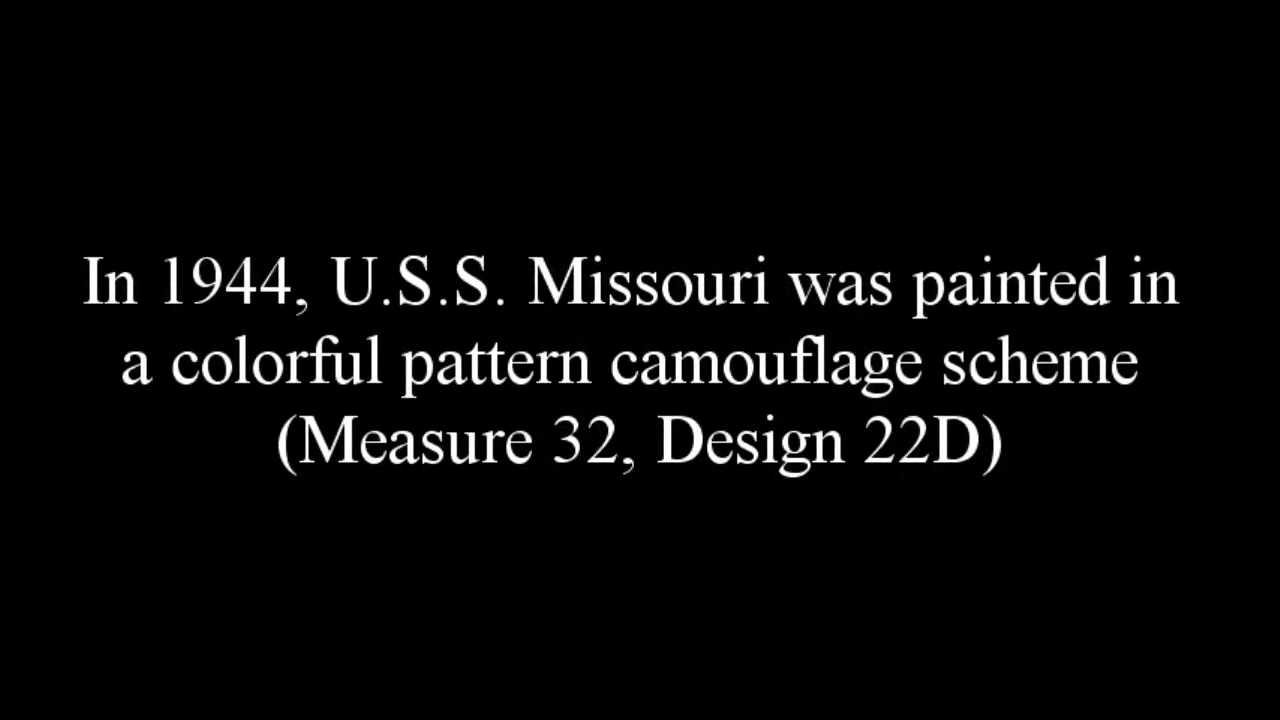 In 1944, U.S.S. Missouri was painted in
a colorful pattern camouflage scheme
(Measure 32, Design 22D)